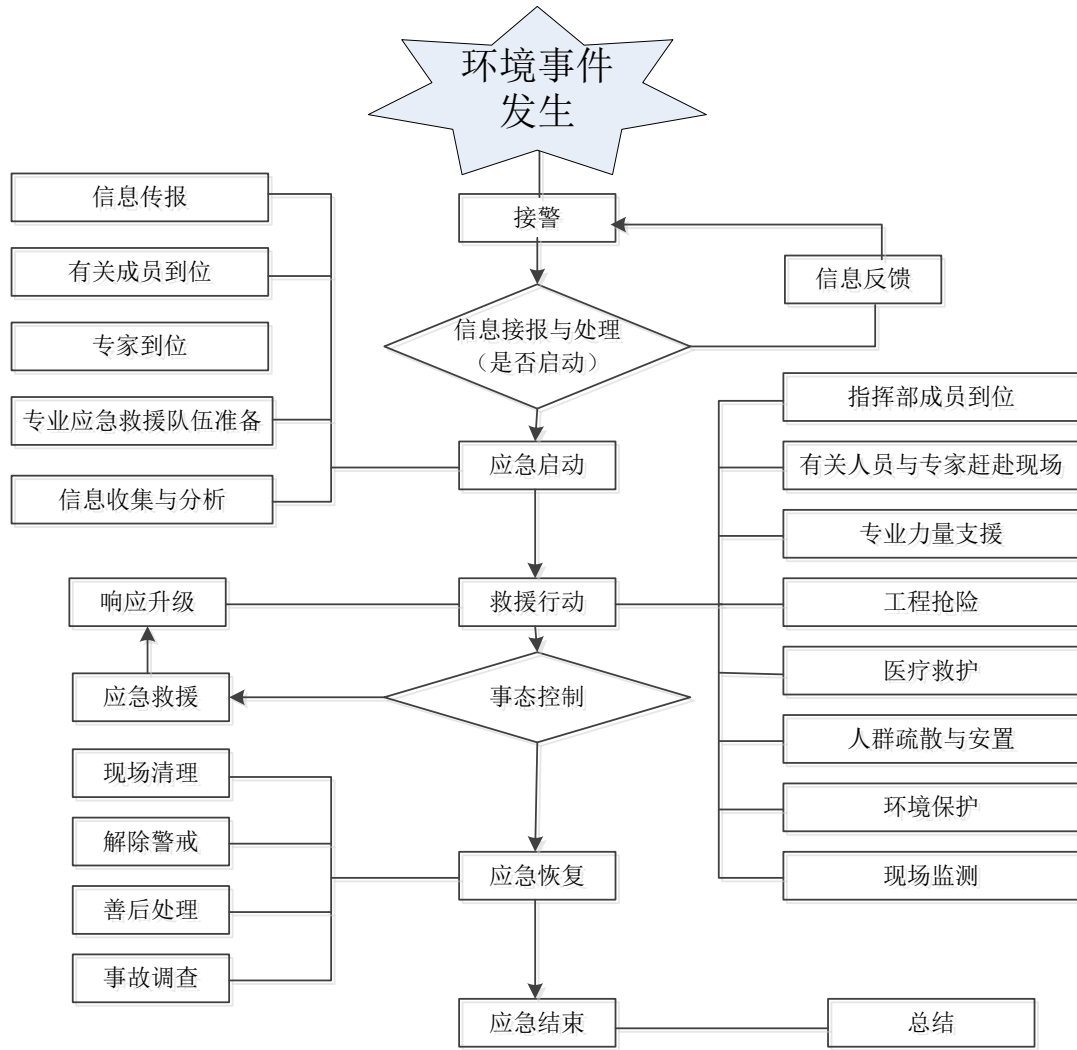 环境事件
发生
接警
信息反馈
信息接报与处理
（是否启动）
信息传报
有关成员到位
专家到位
专业应急救援队伍准备
信息收集与分析
应急启动
指挥部成员到位
有关人员与专家赶赴现场
专业力量支援
工程抢险
医疗救护
人群疏散与安置
环境保护
现场监测
响应升级
救援行动
应急救援
事态控制
现场清理
解除警戒
善后处理
事故调查
应急恢复
应急结束
总结